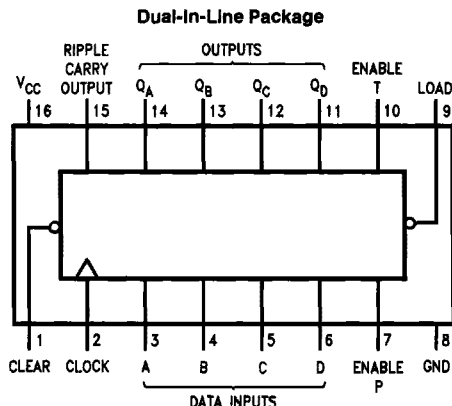 Dual-In-Line Package
RIPPLE
CARRY
OUTPUT
OUTPUTS
ENABLE
T
VCC QA QB QC QD LOAD
16 15 14 13 12 11 10 9
1 2 3 4 5 6 7 8
CLEAR CLOCK A B C D ENABLE GND
P
DATA INPUTS